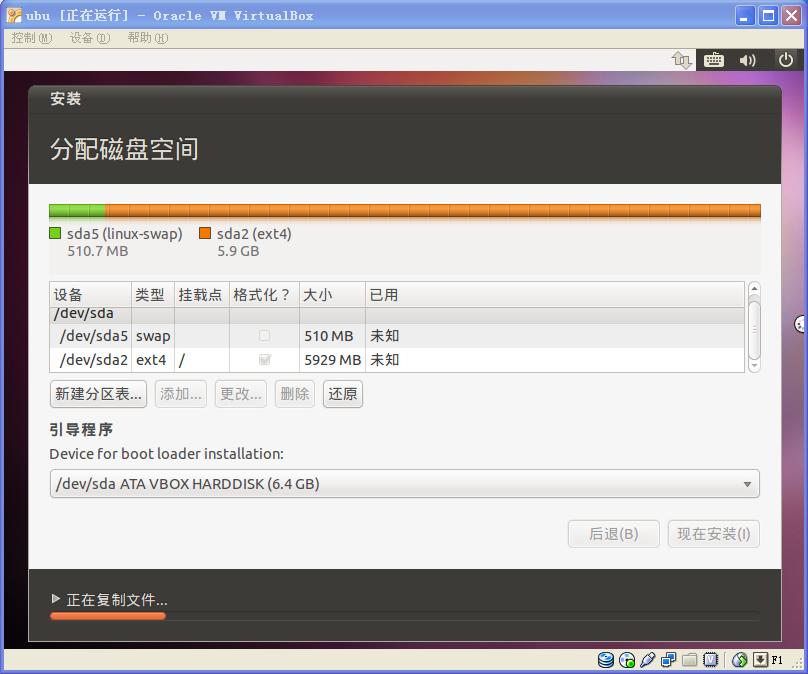 ubu [正在运行] - Oracle VM VirtualBox
控制(M) 设备(D) 帮助(H)
安装
分配磁盘空间
sda5 (linux-swap) sda2 (ext4)
510.7 MB 5.9 GB
设备 类型 挂载点 格式化？ 大小 已用
/dev/sda
/dev/sda5 swap 510 MB 未知
/dev/sda2 ext4 / 5929 MB 未知
新建分区表... 添加... 更改... 删除 还原
引导程序
Device for boot loader installation:
/dev/sda ATA VBOX HARDDISK (6.4 GB)
后退(B) 现在安装(I)
正在复制文件...
F1